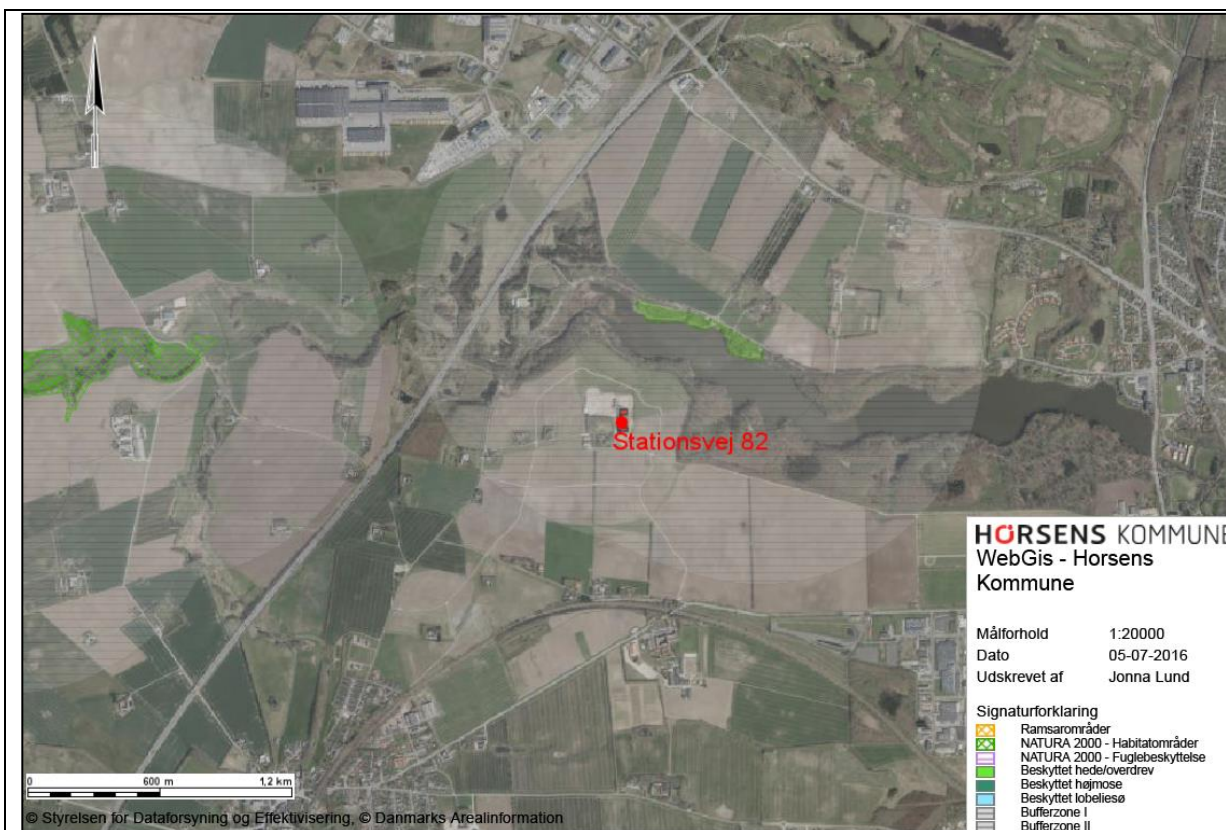 Stationsvej 82
HORSENS KOMMUNE
WebGis - Horsens
Kommune
Målforhold 1:20000
Dato 05-07-2016
Udskrevet af Jonna Lund
Signaturforklaring
Ramsarområder
NATURA 2000 - Habitatområder
NATURA 2000 - Fuglebeskyttelse
Beskyttet hede/overdrev
Beskyttet højmose
Beskyttet lobeliesø
Bufferzone I
Bufferzone II
0 600 m 1,2 km
© Styrelsen for Dataforsyning og Effektivisering, © Danmarks Arealinformation